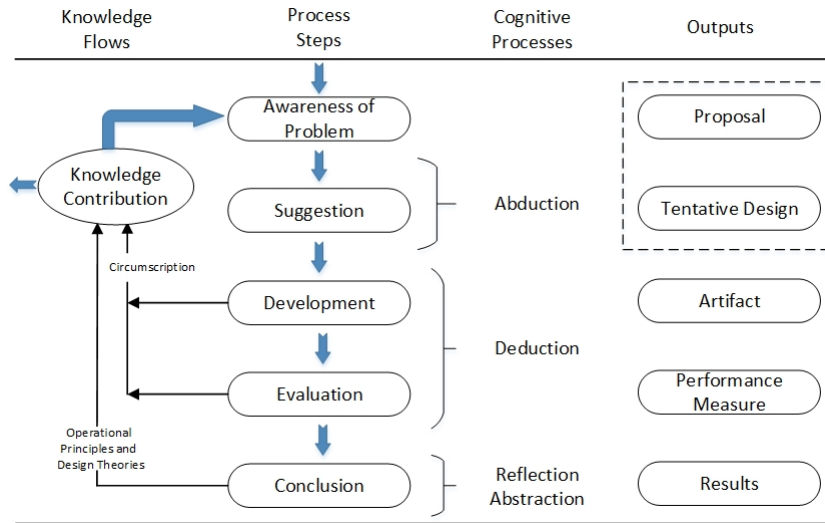 Knowledge
Flows
Process
Steps
Cognitive
Processes
Outputs
Awareness of
Problem
Proposal
Knowledge
Contribution
Suggestion
Abduction
Tentative Design
Circumscription
Development
Artifact
Deduction
Evaluation
Performance
Measure
Operational
Principles and
Design Theories
Conclusion
Reflection
Abstraction
Results